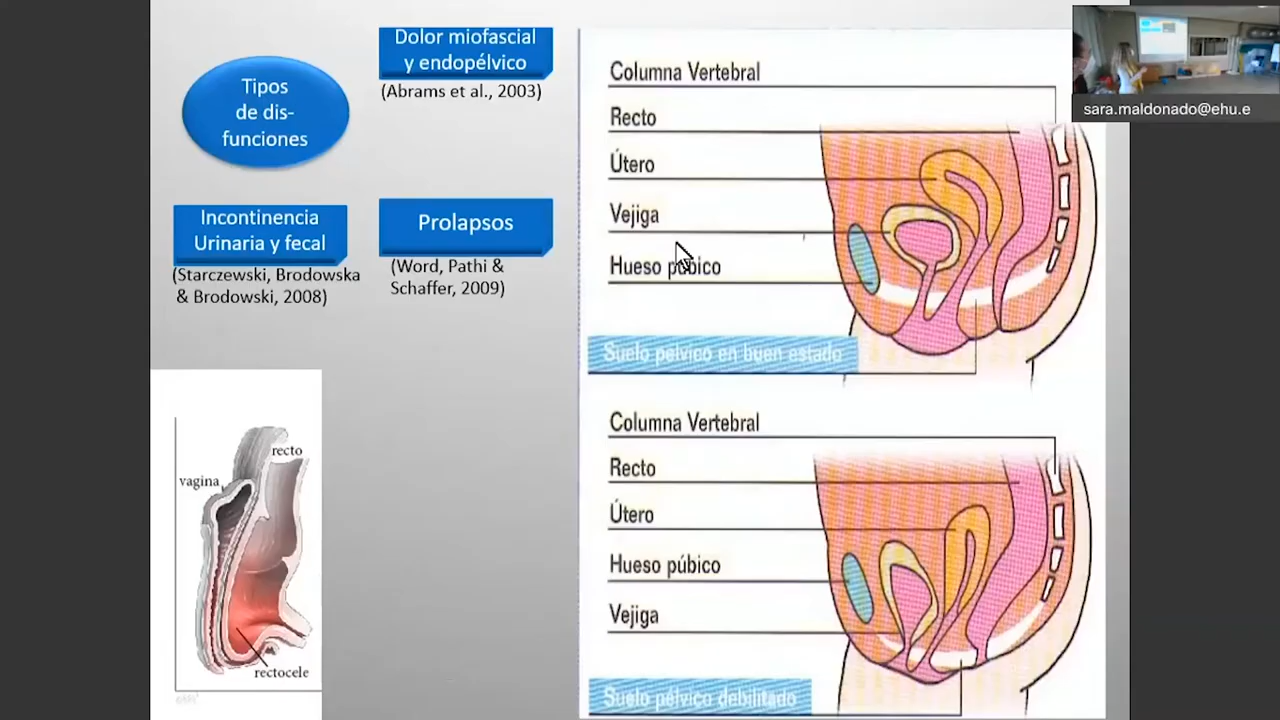 Dolor miofascial
y endopélvico
(Abrams et al., 2003)
Tipos
de dis-
funciones
Incontinencia
Urinaria y fecal
(Starczewski, Brodowska
& Brodowski, 2008)
Prolapsos
(Word, Pathi &
Schaffer, 2009)
recto
vagina
rectocele
Columna Vertebral
Recto
Útero
Vejiga
Hueso púbico
Suelo pélvico en buen estado
Columna Vertebral
Recto
Útero
Hueso púbico
Vejiga
Suelo pélvico debilitado
sara.maldonado@ehu.e